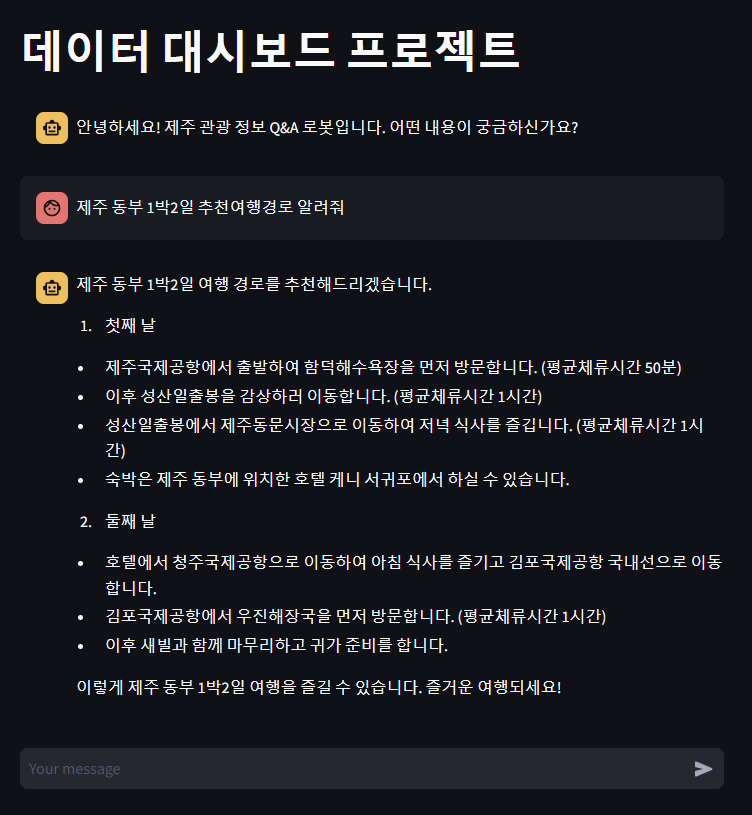 데이터 대시보드 프로젝트
안녕하세요! 제주 관광 정보 Q&A 로봇입니다. 어떤 내용이 궁금하신가요?
제주 동부 1박2일 추천여행경로 알려줘
제주 동부 1박2일 여행 경로를 추천해드리겠습니다.
1. 첫째 날
• 제주국제공항에서 출발하여 함덕해수욕장을 먼저 방문합니다. (평균체류시간 50분)
• 이후 성산일출봉을 감상하러 이동합니다. (평균체류시간 1시간)
• 성산일출봉에서 제주동문시장으로 이동하여 저녁 식사를 즐깁니다. (평균체류시간 1시
간)
• 숙박은 제주 동부에 위치한 호텔 케니 서귀포에서 하실 수 있습니다.
2. 둘째 날
• 호텔에서 청주국제공항으로 이동하여 아침 식사를 즐기고 김포국제공항 국내선으로 이동
합니다.
• 김포국제공항에서 우진해장국을 먼저 방문합니다. (평균체류시간 1시간)
• 이후 새빌과 함께 마무리하고 귀가 준비를 합니다.
이렇게 제주 동부 1박2일 여행을 즐길 수 있습니다. 즐거운 여행되세요!
Your message